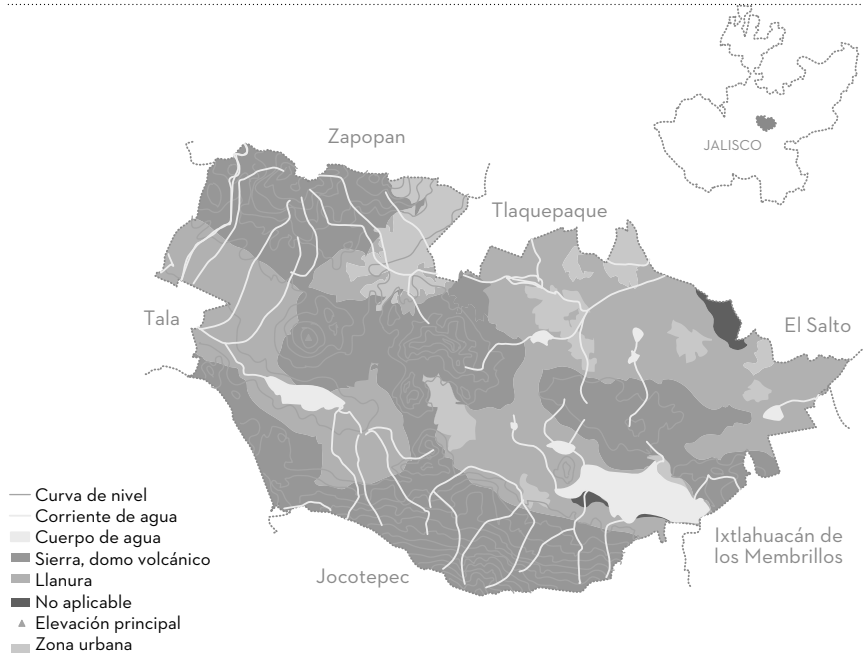 JALISCO
Zapopan
Tlaquepaque
Tala
El Salto
Curva de nivel
Corriente de agua
Cuerpo de agua
Sierra, domo volcánico
Llanura
No aplicable
Elevación principal
Zona urbana
Jocotepec
Ixtlahuacán de
los Membrillos